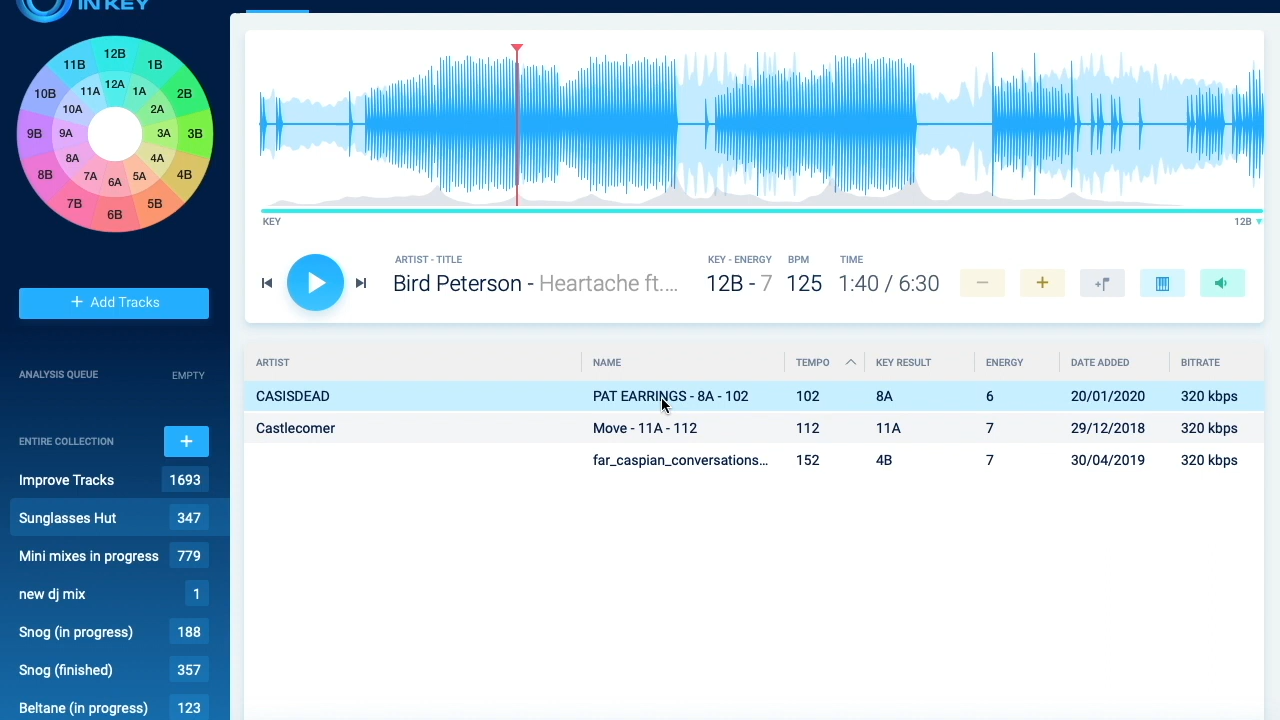 IN KEY
12B
11B 1B
12A
11A 1A
10B 2B
10A 2A
9B 9A 3A 3B
8A 4A
8B 4B
7A 5A
6A
7B 5B
6B
+ Add Tracks
ANALYSIS QUEUE EMPTY
ENTIRE COLLECTION +
Improve Tracks 1693
Sunglasses Hut 347
Mini mixes in progress 779
new dj mix 1
Snog (in progress) 188
Snog (finished) 357
Beltane (in progress) 123
KEY 12B
ARTIST - TITLE KEY - ENERGY BPM TIME
Bird Peterson - Heartache ft.... 12B - 7 125 1:40 / 6:30
ARTIST NAME TEMPO KEY RESULT ENERGY DATE ADDED BITRATE
CASISDEAD PAT EARRINGS - 8A - 102 102 8A 6 20/01/2020 320 kbps
Castlecomer Move - 11A - 112 112 11A 7 29/12/2018 320 kbps
far_caspian_conversations... 152 4B 7 30/04/2019 320 kbps